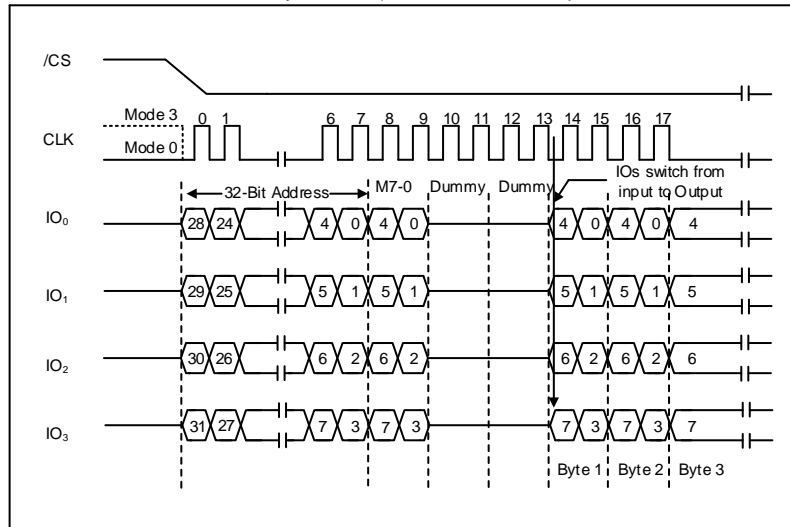 /CS
Mode 3
Mode 0
CLK
0 1 6 7 8 9 10 11 12 13 14 15 16 17
32-Bit Address
M7-0
Dummy
Dummy
IOs switch from
input to Output
IO₀
28 24 4 0 4 0 4 0 4 0 4
IO₁
29 25 5 1 5 1 5 1 5 1 5
IO₂
30 26 6 2 6 2 6 2 6 2 6
IO₃
31 27 7 3 7 3 7 3 7 3 7
Byte 1
Byte 2
Byte 3